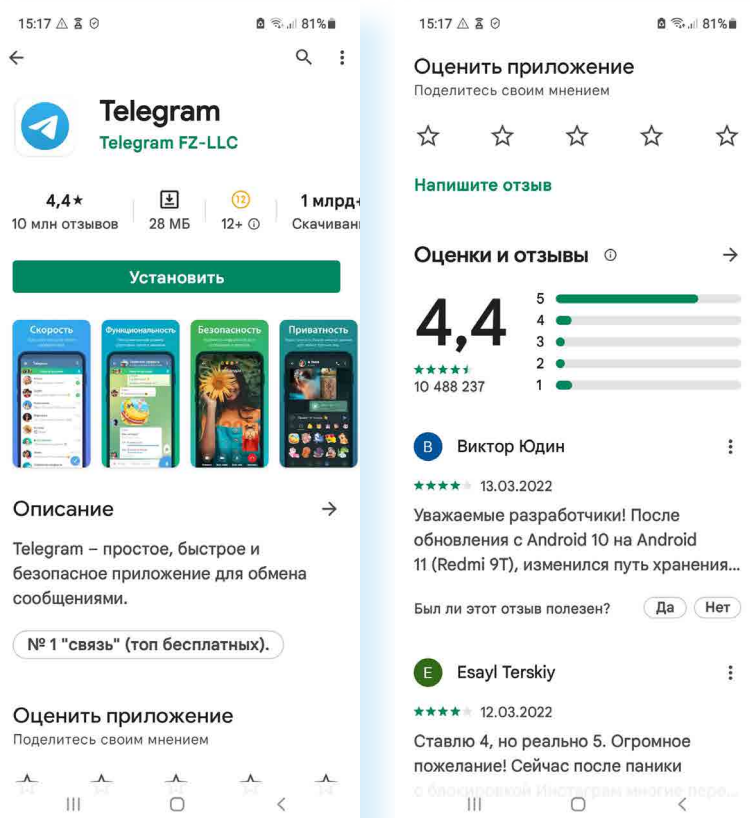 15:17
81%
Telegram
Telegram FZ-LLC
4,4★
10 млн отзывов
28 МБ
12
12+
1 млрд+
Скачиван
Установить
Скорость
Функциональность
Безопасность
Приватность
Описание
Telegram – простое, быстрое и
безопасное приложение для обмена
сообщениями.
№ 1 "связь" (топ бесплатных).
Оценить приложение
Поделитесь своим мнением
15:17
81%
Оценить приложение
Поделитесь своим мнением
Напишите отзыв
Оценки и отзывы
4,4
10 488 237
5
4
3
2
1
В
Виктор Юдин
13.03.2022
Уважаемые разработчики! После
обновления с Android 10 на Android
11 (Redmi 9T), изменился путь хранения...
Был ли этот отзыв полезен?
Да
Нет
E
Esayl Terskiy
12.03.2022
Ставлю 4, но реально 5. Огромное
пожелание! Сейчас после паники
с блокировкой Инстаграм многие пере...